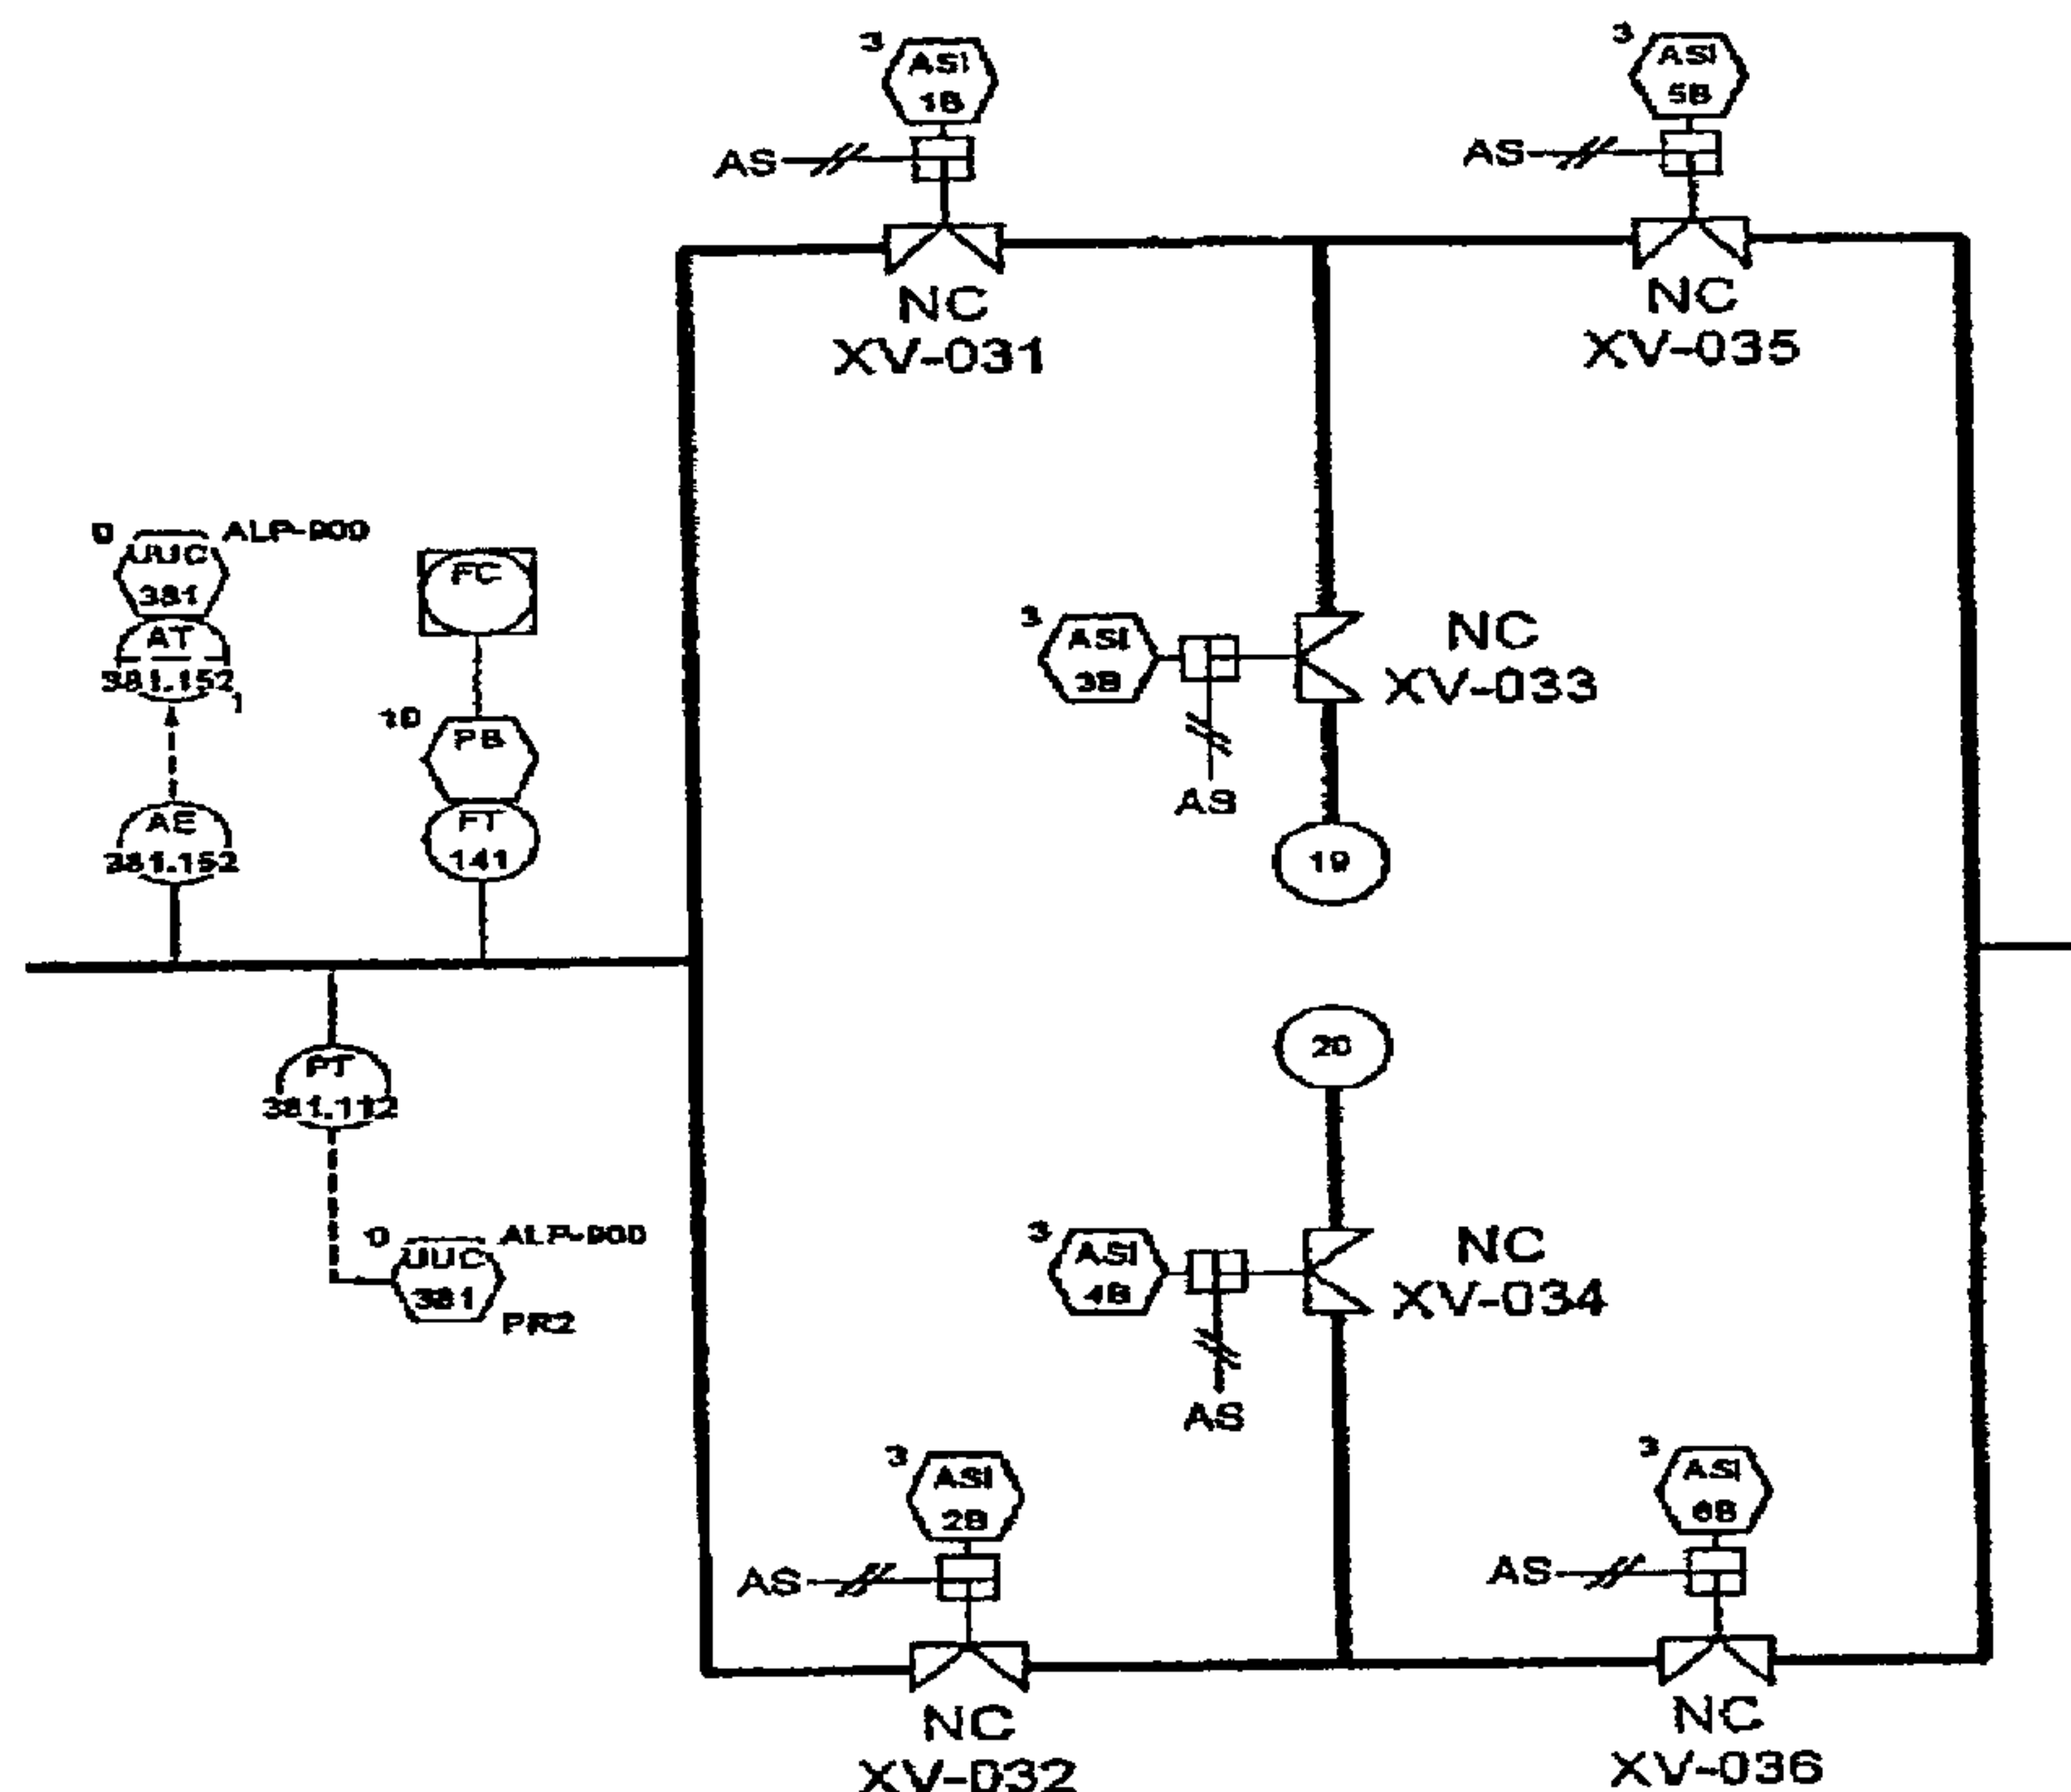 3
ASI
1B
AS
NC
XV-031
3
ASI
5B
AS
NC
XV-035
0
UUC
381
ALP-900
AT
381.152
1
AE
381.152
FC
10
PB
FT
141
3
ASI
3B
AS
NC
XV-033
19
20
PT
381.112
0
UUC
381
ALP-900
PR2
3
ASI
4B
AS
NC
XV-034
3
ASI
2B
AS
NC
XV-032
3
ASI
6B
AS
NC
XV-036